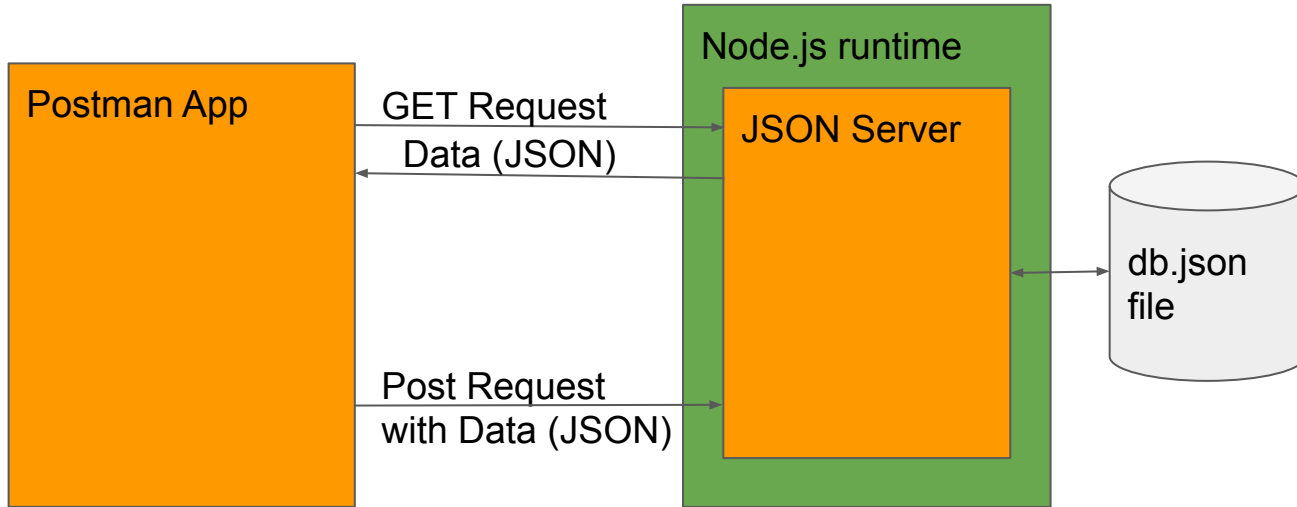 Node.js runtime
Postman App
GET Request
Data (JSON)
JSON Server
db.json
file
Post Request
with Data (JSON)